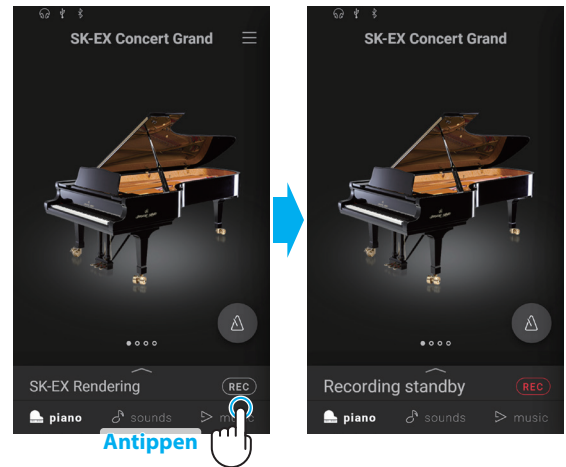 SK-EX Concert Grand
SK-EX Rendering
REC
piano
sounds
music
Antippen
SK-EX Concert Grand
Recording standby
REC
piano
sounds
music